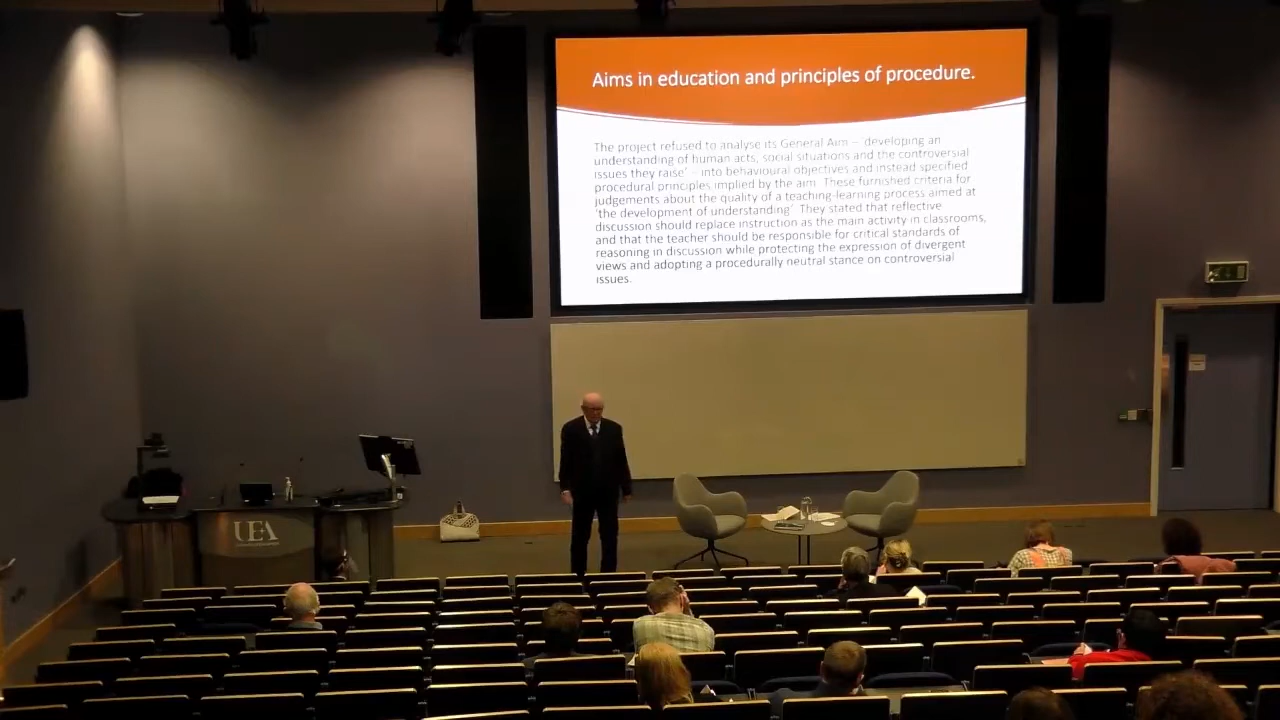 Aims in education and principles of procedure.
The project refused to analyse its General Aim – 'developing an
understanding of human acts, social situations and the controversial
issues they raise' – into behavioural objectives and instead specified
procedural principles implied by the aim. These furnished criteria for
judgements about the quality of a teaching-learning process aimed at
'the development of understanding'. They stated that reflective
discussion should replace instruction as the main activity in classrooms,
and that the teacher should be responsible for critical standards of
reasoning in discussion while protecting the expression of divergent
views and adopting a procedurally neutral stance on controversial
issues.
UEA